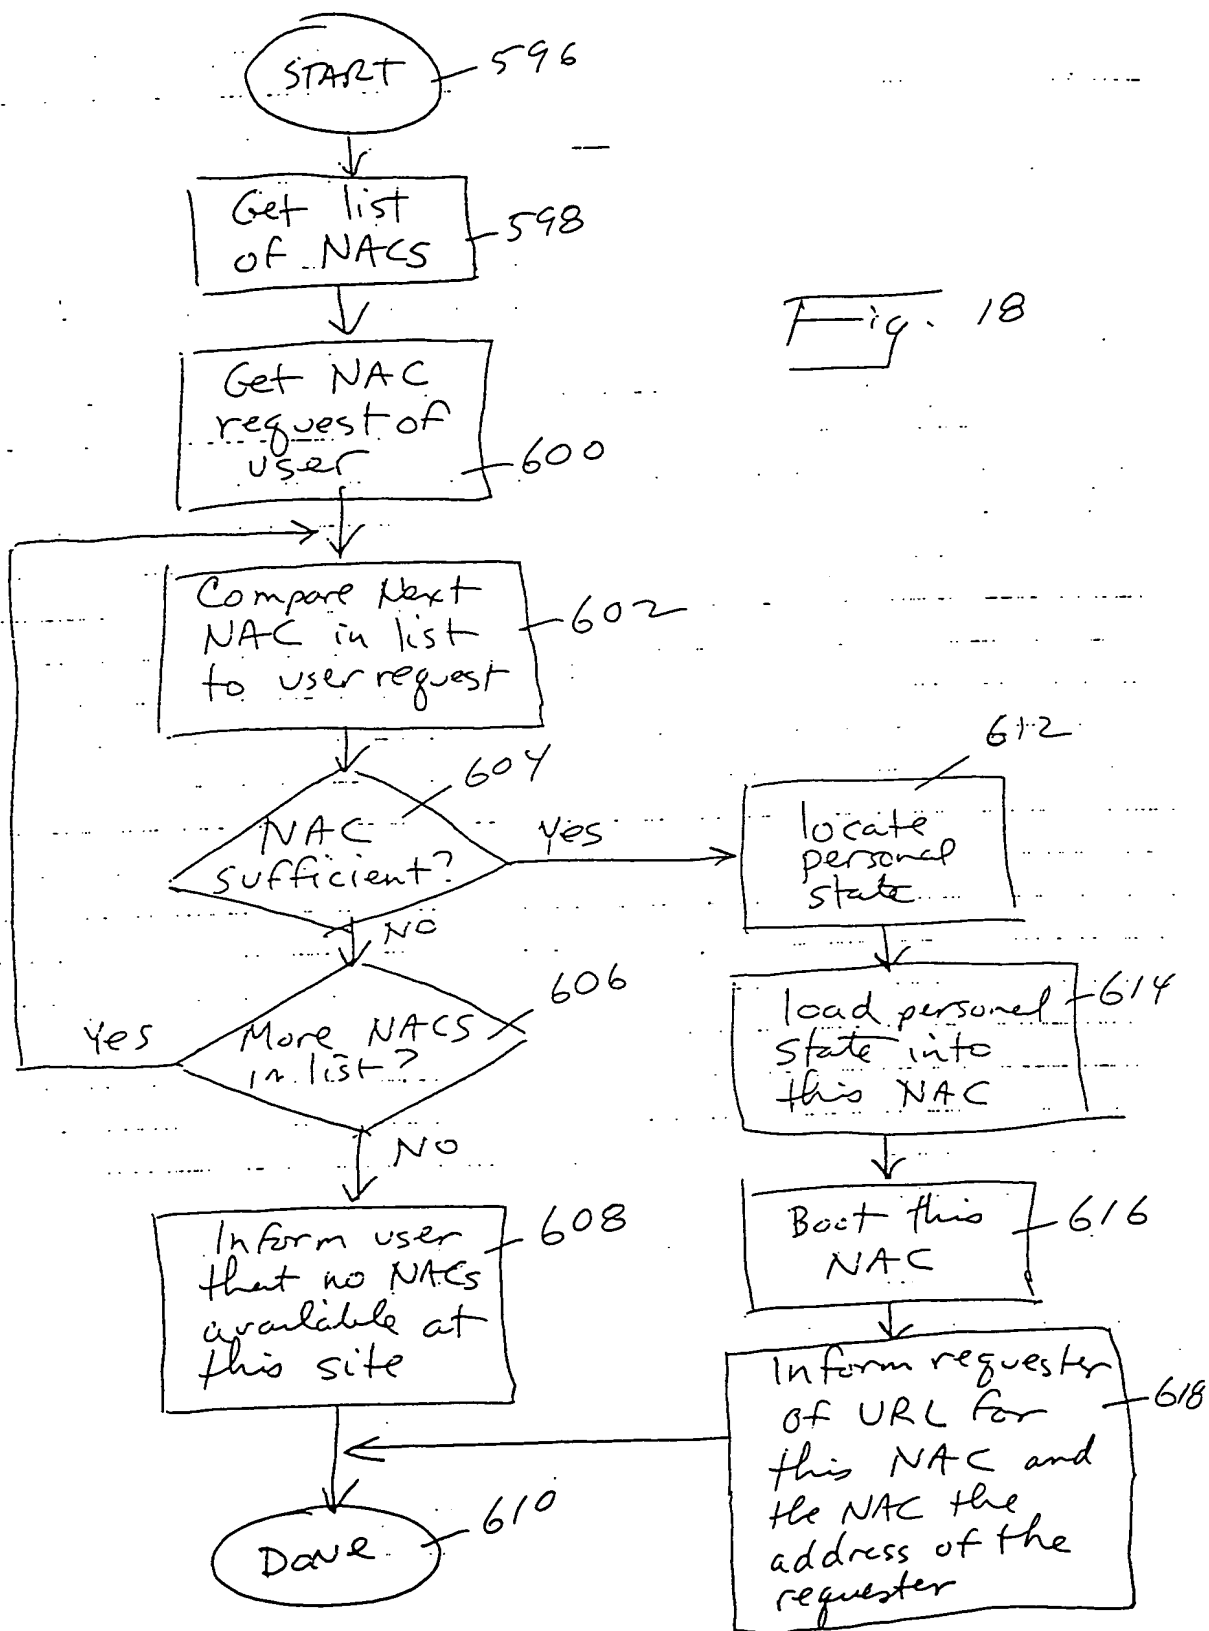 START
596
Get list
of NACS
598
Fig. 18
Get NAC
request of
user
600
Compare Next
NAC in list
to user request
602
604
NAC
sufficient?
Yes
NO
606
More NACS
in list?
Yes
NO
Inform user
that no NACs
available at
this site
608
612
locate
personal
state
load personal
state into
this NAC
614
Boot this
NAC
616
Inform requester
of URL for
this NAC and
the NAC the
address of the
requester
618
Done
610